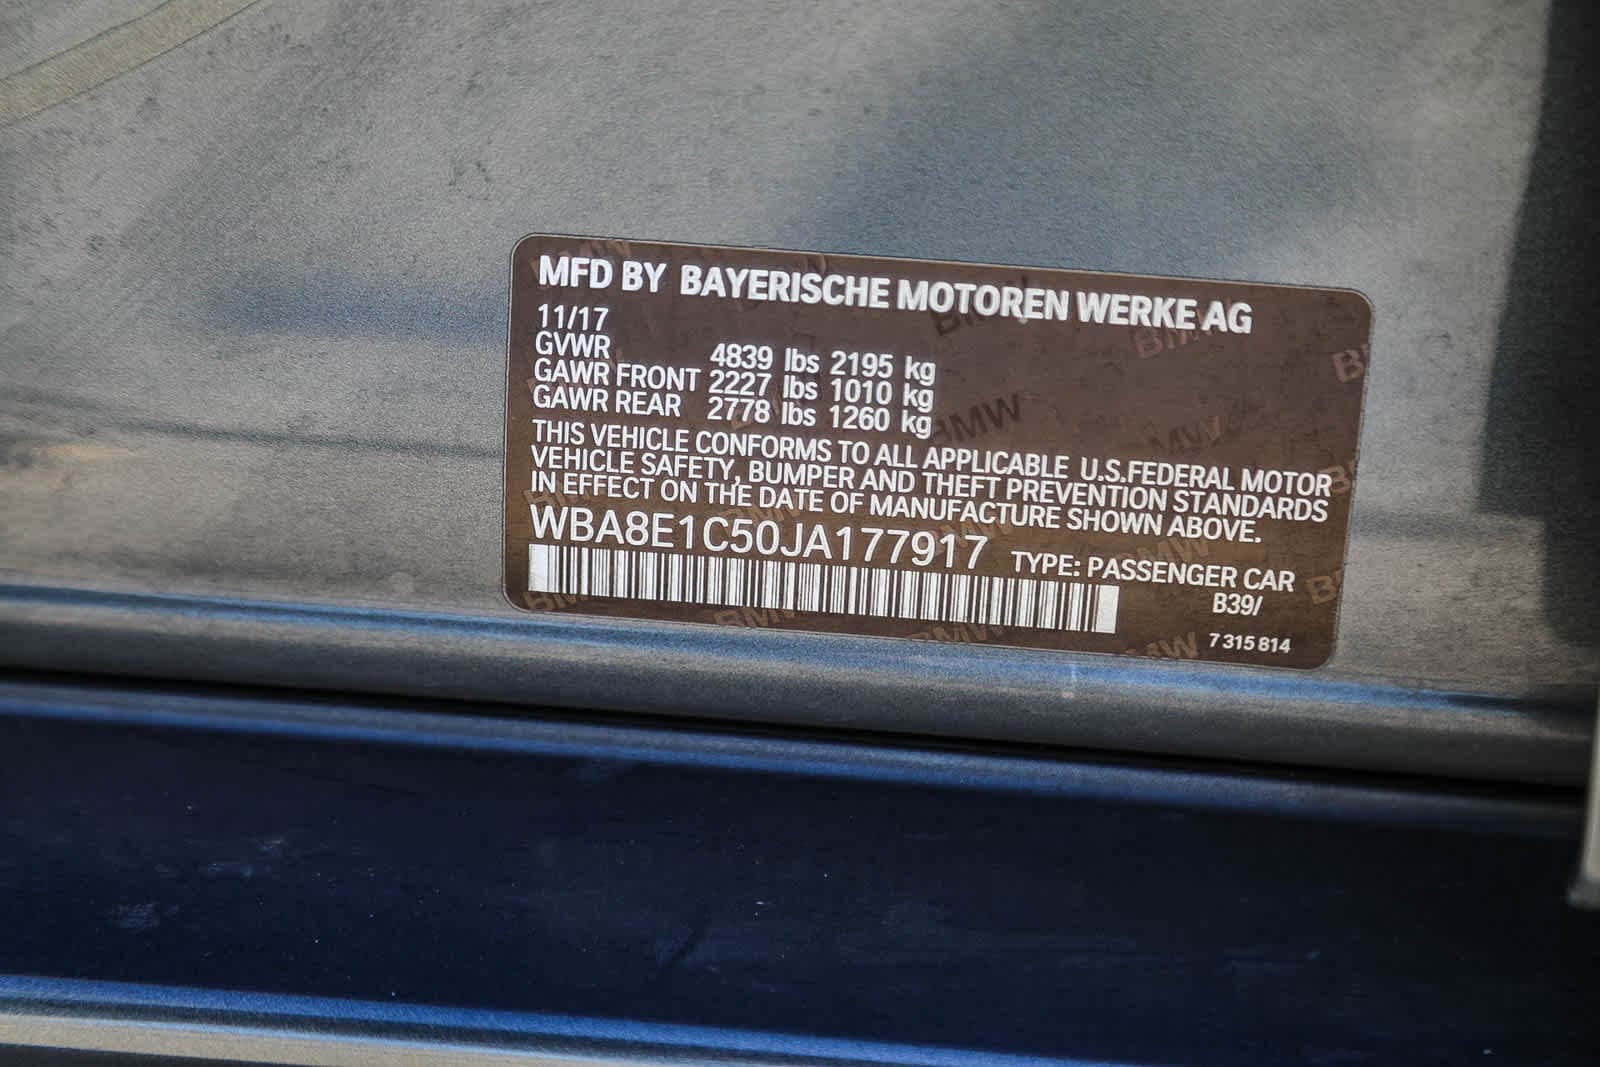 MFD BY BAYERISCHE MOTOREN WERKE AG
11/17
GVWR 4839 lbs 2195 kg
GAWR FRONT 2227 lbs 1010 kg
GAWR REAR 2778 lbs 1260 kg
THIS VEHICLE CONFORMS TO ALL APPLICABLE U.S.FEDERAL MOTOR
VEHICLE SAFETY, BUMPER AND THEFT PREVENTION STANDARDS
IN EFFECT ON THE DATE OF MANUFACTURE SHOWN ABOVE.
WBA8E1C50JA177917 TYPE: PASSENGER CAR
B39/
7 315 814